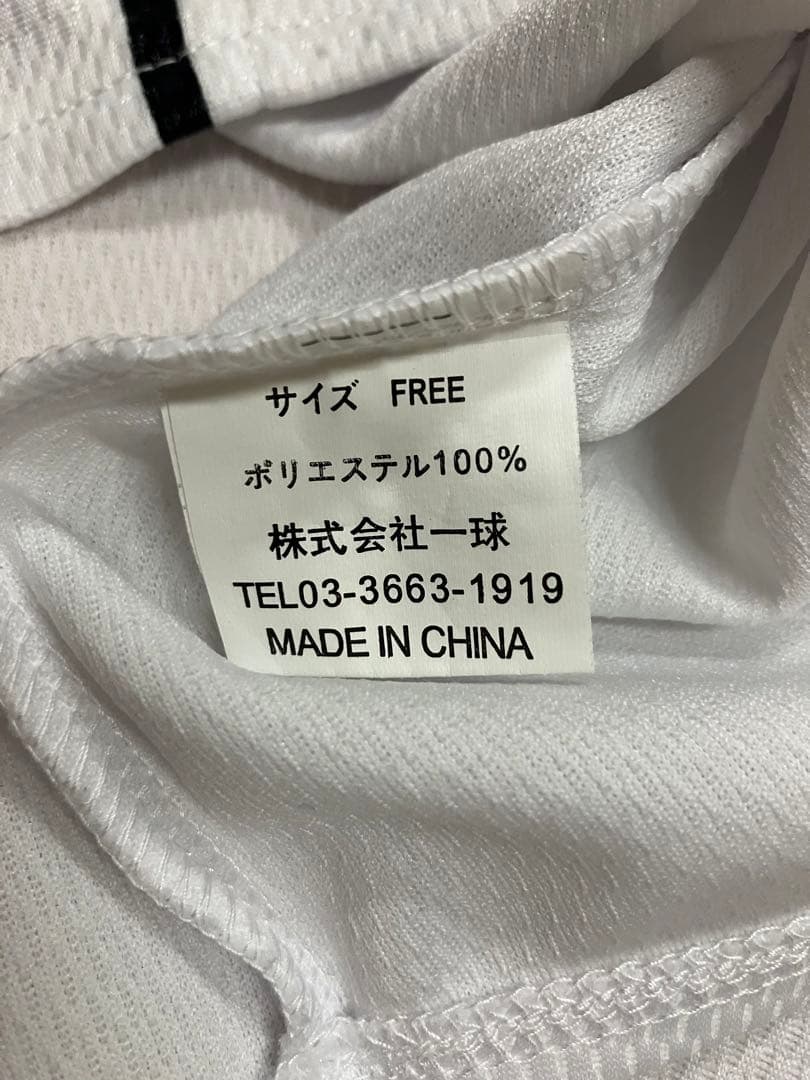 サイズ FREE
ポリエステル100%
株式会社一球
TEL03-3663-1919
MADE IN CHINA